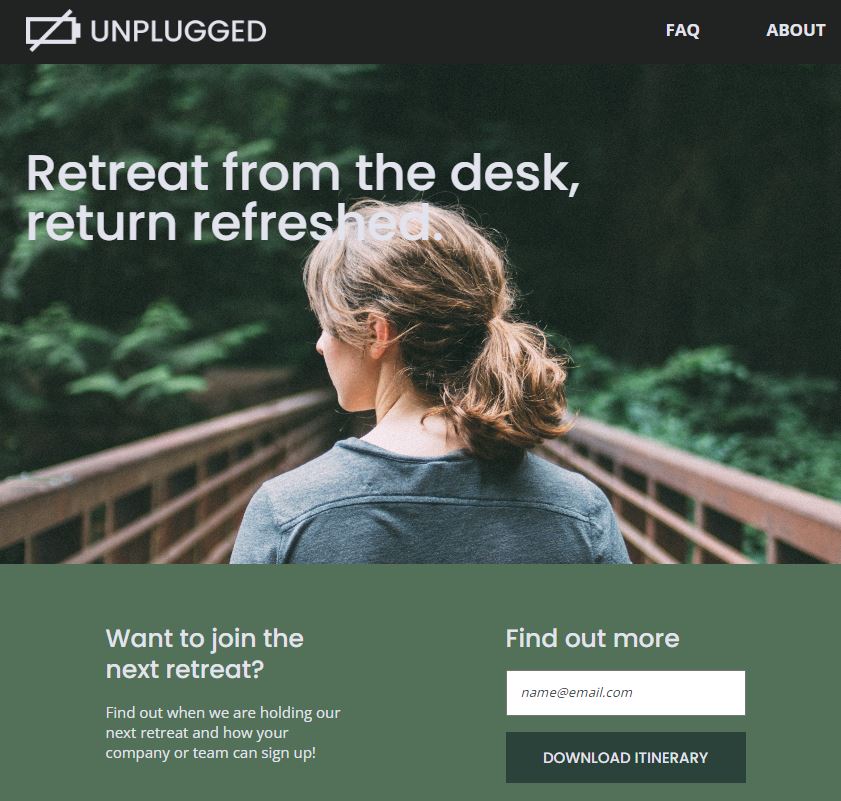 UNPLUGGED
FAQ
ABOUT
Retreat from the desk,
return refreshed.
Want to join the
next retreat?
Find out when we are holding our
next retreat and how your
company or team can sign up!
Find out more
name@email.com
DOWNLOAD ITINERARY